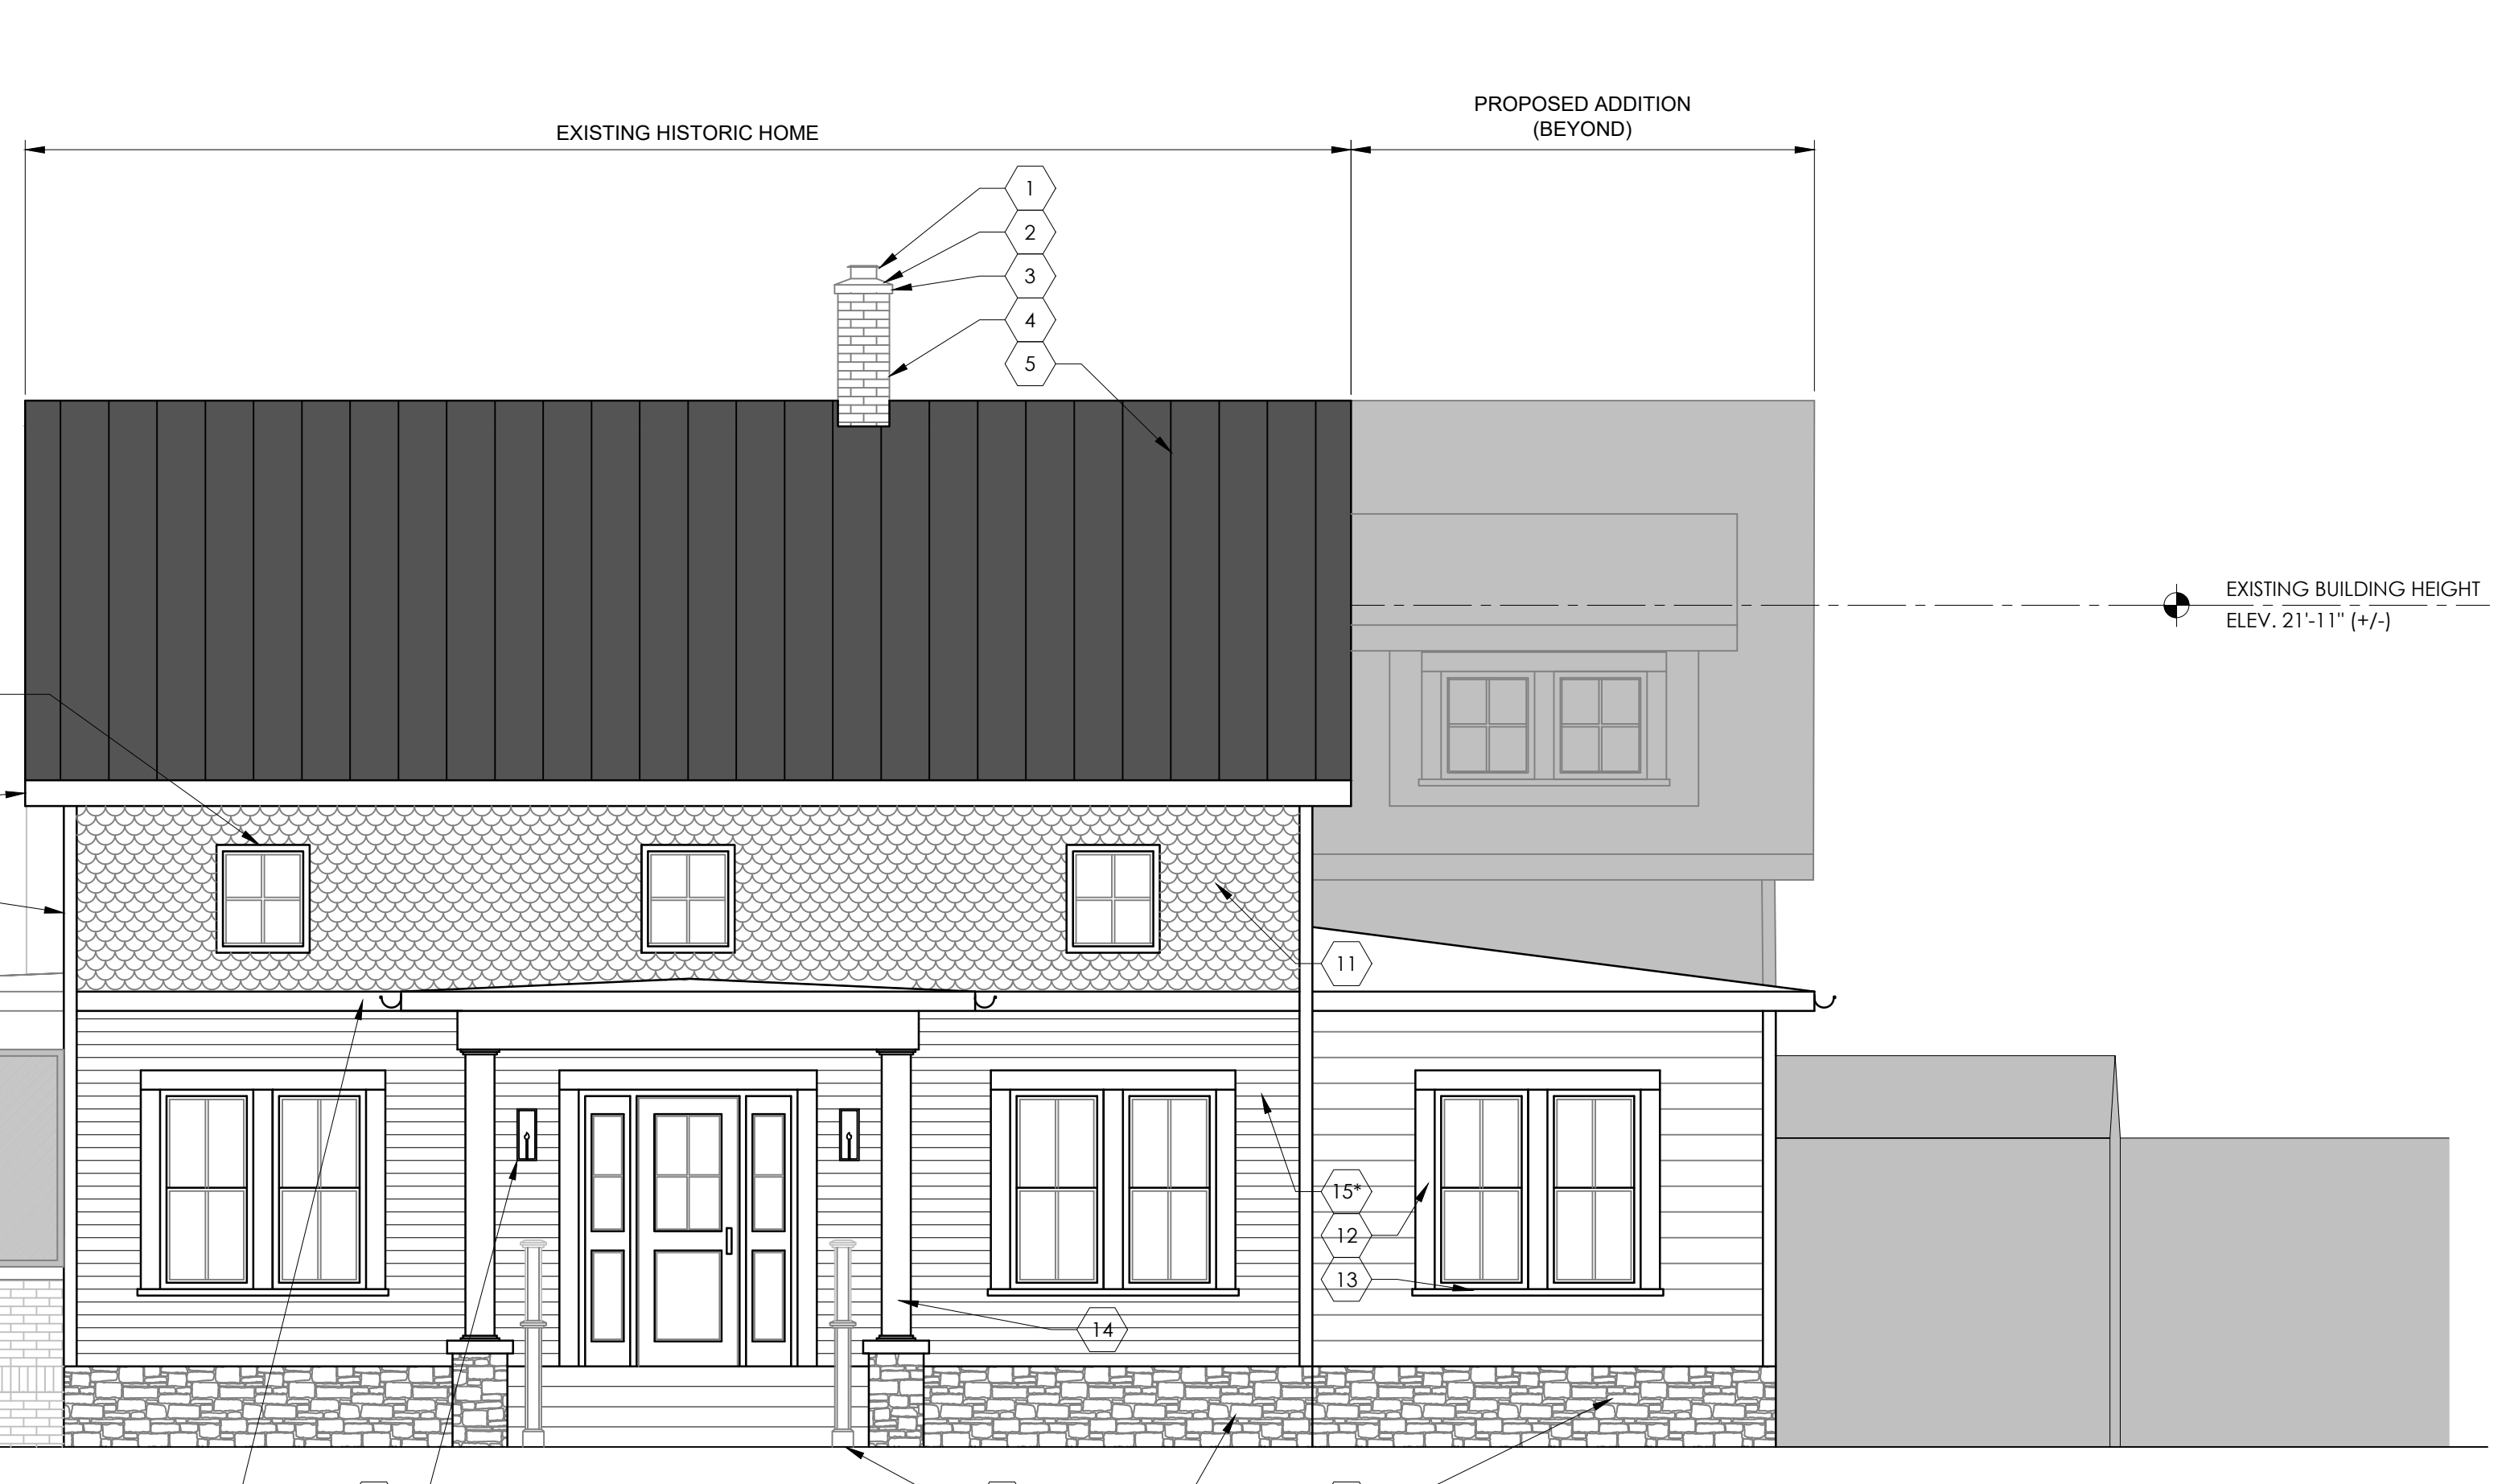 PROPOSED ADDITION
(BEYOND)
EXISTING HISTORIC HOME
1
2
3
4
5
EXISTING BUILDING HEIGHT
ELEV. 21'-11" (+/-)
11
15*
12
13
14